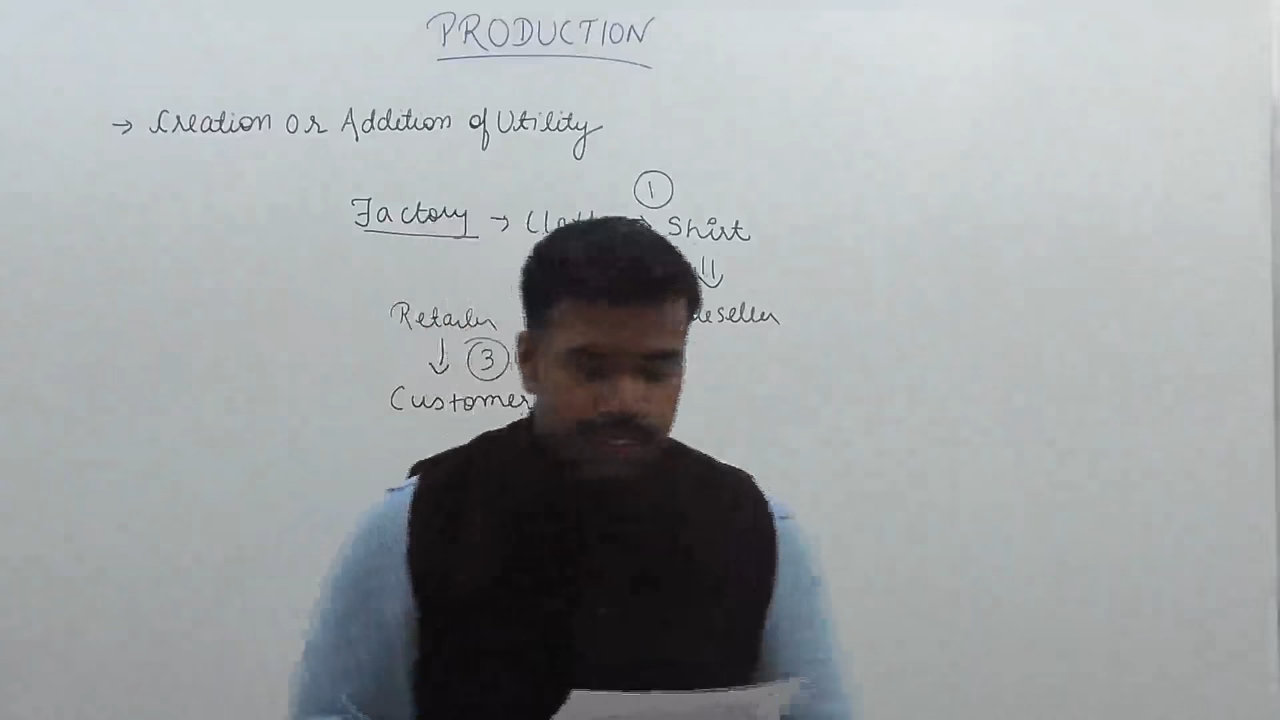 PRODUCTION
→ Creation or Addition of Utility
①
Factory → → Shirt
⇓
Retailer
↓ ③
Customer